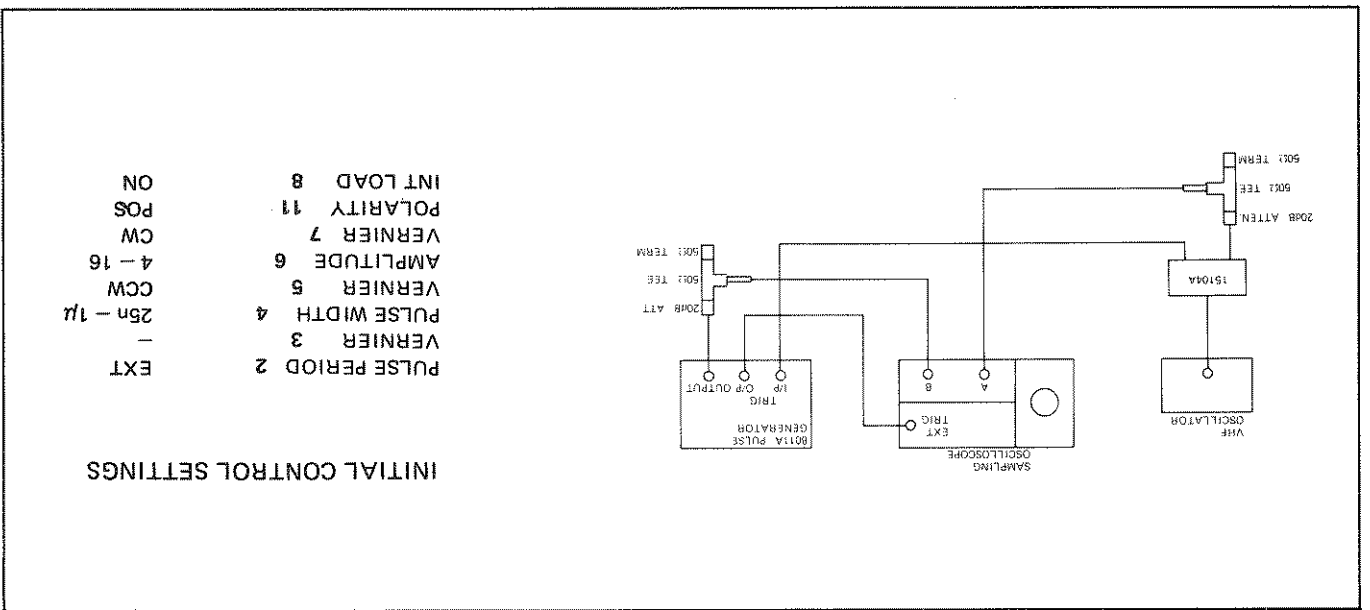 VHF
OSCILLATOR
15104A
20dB ATTEN.
50Ω TEE
50Ω TERM
SAMPLING
OSCILLOSCOPE
EXT
TRIG
A
B
8011A PULSE
GENERATOR
TRIG
I/P O/P OUTPUT
20dB ATT
50Ω TEE
50Ω TERM
INITIAL CONTROL SETTINGS
PULSE PERIOD 2 EXT
VERNIER 3 –
PULSE WIDTH 4 25n – 1μ
VERNIER 5 CCW
AMPLITUDE 6 4 – 16
VERNIER 7 CW
POLARITY 11 POS
INT LOAD 8 ON